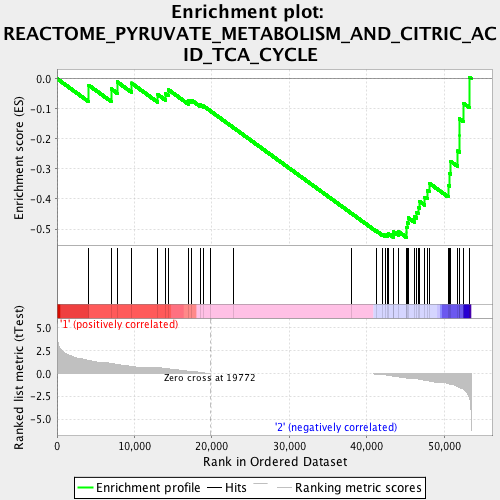 Enrichment plot:
REACTOME_PYRUVATE_METABOLISM_AND_CITRIC_AC
ID_TCA_CYCLE
Enrichment score (ES)
0.0
-0.1
-0.2
-0.3
-0.4
-0.5
Ranked list metric (tTest)
'1' (positively correlated)
5.0
2.5
0.0
-2.5
-5.0
Zero cross at 19772
'2' (negatively correlated)
0
10,000
20,000
30,000
40,000
50,000
Rank in Ordered Dataset
Enrichment profile
Hits
Ranking metric scores